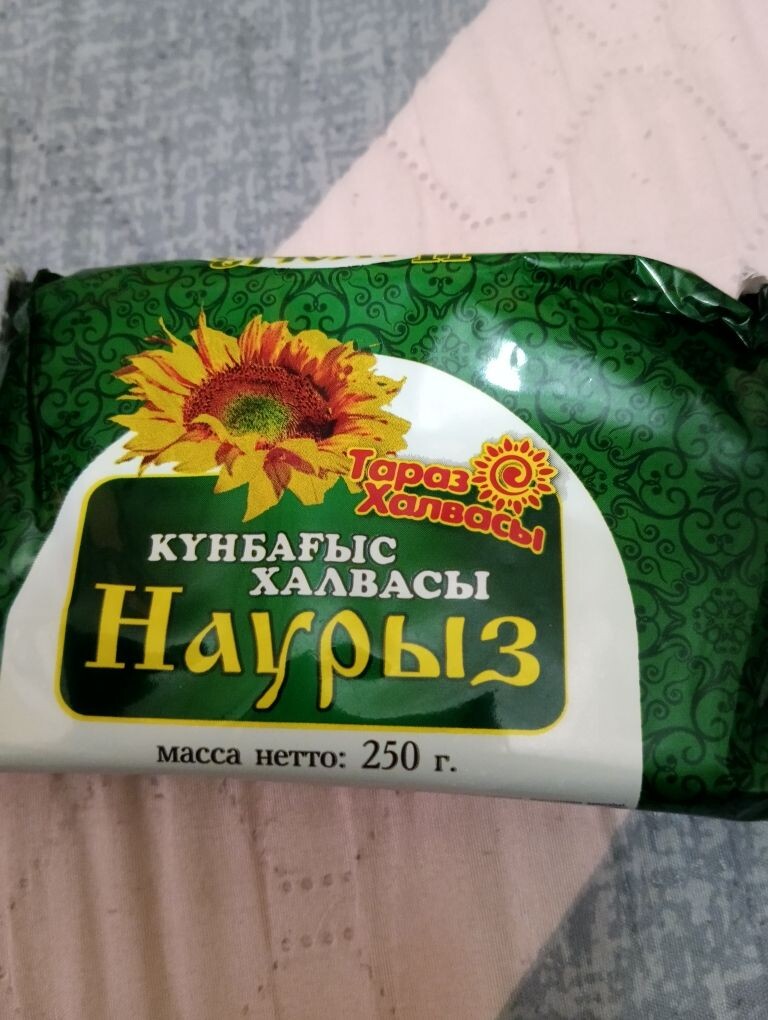 Тараз
Халвасы
КҮНБАҒЫС
ХАЛВАСЫ
Наурыз
масса нетто: 250 г.